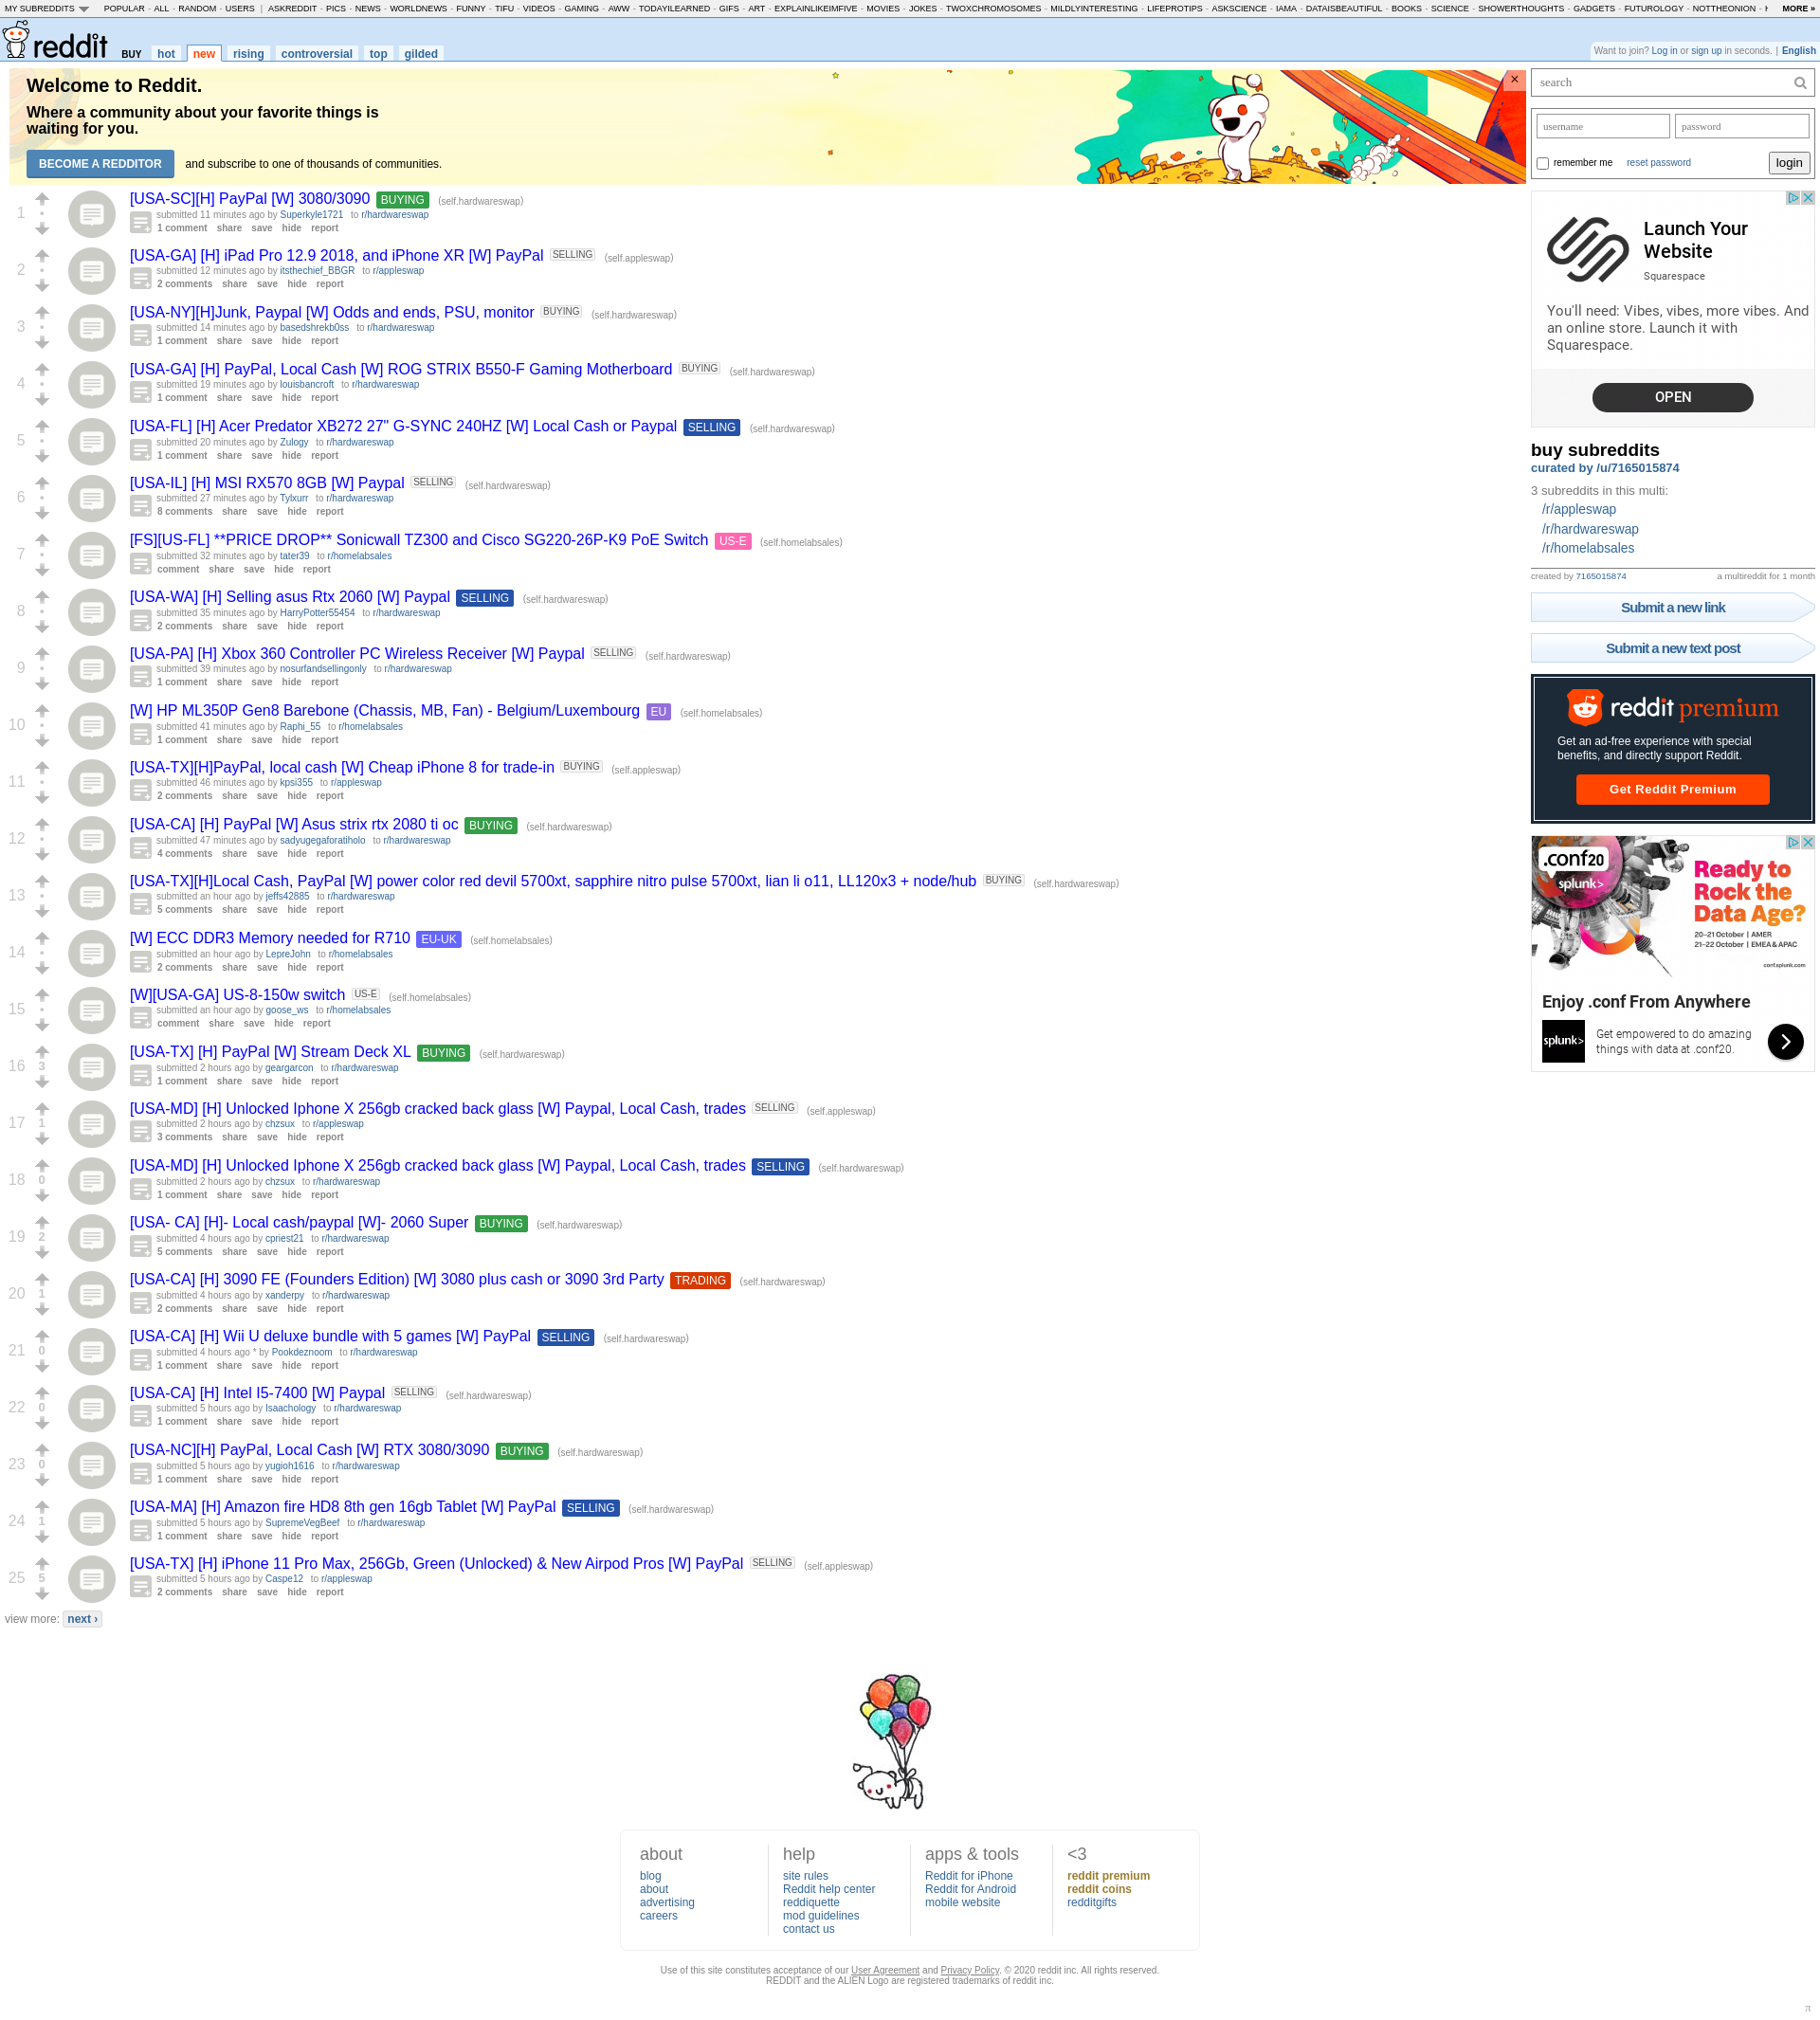 MY SUBREDDITS POPULAR - ALL - RANDOM - USERS | ASKREDDIT - PICS - NEWS - WORLDNEWS - FUNNY - TIFU - VIDEOS - GAMING - AWW - TODAYILEARNED - GIFS - ART - EXPLAINLIKEIMFIVE - MOVIES - JOKES - TWOXCHROMOSOMES - MILDLYINTERESTING - LIFEPROTIPS - ASKSCIENCE - IAMA - DATAISBEAUTIFUL - BOOKS - SCIENCE - SHOWERTHOUGHTS - GADGETS - FUTUROLOGY - NOTTHEONION - MORE »
reddit BUY hot new rising controversial top gilded
Want to join? Log in or sign up in seconds. | English
Welcome to Reddit.
Where a community about your favorite things is
waiting for you.
BECOME A REDDITOR and subscribe to one of thousands of communities.
×
1
[USA-SC][H] PayPal [W] 3080/3090 BUYING (self.hardwareswap)
submitted 11 minutes ago by Superkyle1721 to r/hardwareswap
1 comment share save hide report
2
[USA-GA] [H] iPad Pro 12.9 2018, and iPhone XR [W] PayPal SELLING (self.appleswap)
submitted 12 minutes ago by itsthechief_BBGR to r/appleswap
2 comments share save hide report
3
[USA-NY][H]Junk, Paypal [W] Odds and ends, PSU, monitor BUYING (self.hardwareswap)
submitted 14 minutes ago by basedshrekb0ss to r/hardwareswap
1 comment share save hide report
4
[USA-GA] [H] PayPal, Local Cash [W] ROG STRIX B550-F Gaming Motherboard BUYING (self.hardwareswap)
submitted 19 minutes ago by louisbancroft to r/hardwareswap
1 comment share save hide report
5
[USA-FL] [H] Acer Predator XB272 27" G-SYNC 240HZ [W] Local Cash or Paypal SELLING (self.hardwareswap)
submitted 20 minutes ago by Zulogy to r/hardwareswap
1 comment share save hide report
6
[USA-IL] [H] MSI RX570 8GB [W] Paypal SELLING (self.hardwareswap)
submitted 27 minutes ago by Tylxurr to r/hardwareswap
8 comments share save hide report
7
[FS][US-FL] **PRICE DROP** Sonicwall TZ300 and Cisco SG220-26P-K9 PoE Switch US-E (self.homelabsales)
submitted 32 minutes ago by tater39 to r/homelabsales
comment share save hide report
8
[USA-WA] [H] Selling asus Rtx 2060 [W] Paypal SELLING (self.hardwareswap)
submitted 35 minutes ago by HarryPotter55454 to r/hardwareswap
2 comments share save hide report
9
[USA-PA] [H] Xbox 360 Controller PC Wireless Receiver [W] Paypal SELLING (self.hardwareswap)
submitted 39 minutes ago by nosurfandsellingonly to r/hardwareswap
1 comment share save hide report
10
[W] HP ML350P Gen8 Barebone (Chassis, MB, Fan) - Belgium/Luxembourg EU (self.homelabsales)
submitted 41 minutes ago by Raphi_55 to r/homelabsales
1 comment share save hide report
11
[USA-TX][H]PayPal, local cash [W] Cheap iPhone 8 for trade-in BUYING (self.appleswap)
submitted 46 minutes ago by kpsi355 to r/appleswap
2 comments share save hide report
12
[USA-CA] [H] PayPal [W] Asus strix rtx 2080 ti oc BUYING (self.hardwareswap)
submitted 47 minutes ago by sadyugegaforatiholo to r/hardwareswap
4 comments share save hide report
13
[USA-TX][H]Local Cash, PayPal [W] power color red devil 5700xt, sapphire nitro pulse 5700xt, lian li o11, LL120x3 + node/hub BUYING (self.hardwareswap)
submitted an hour ago by jeffs42885 to r/hardwareswap
5 comments share save hide report
14
[W] ECC DDR3 Memory needed for R710 EU-UK (self.homelabsales)
submitted an hour ago by LepreJohn to r/homelabsales
2 comments share save hide report
15
[W][USA-GA] US-8-150w switch US-E (self.homelabsales)
submitted an hour ago by goose_ws to r/homelabsales
comment share save hide report
16 3
[USA-TX] [H] PayPal [W] Stream Deck XL BUYING (self.hardwareswap)
submitted 2 hours ago by geargarcon to r/hardwareswap
1 comment share save hide report
17 1
[USA-MD] [H] Unlocked Iphone X 256gb cracked back glass [W] Paypal, Local Cash, trades SELLING (self.appleswap)
submitted 2 hours ago by chzsux to r/appleswap
3 comments share save hide report
18 0
[USA-MD] [H] Unlocked Iphone X 256gb cracked back glass [W] Paypal, Local Cash, trades SELLING (self.hardwareswap)
submitted 2 hours ago by chzsux to r/hardwareswap
1 comment share save hide report
19 2
[USA- CA] [H]- Local cash/paypal [W]- 2060 Super BUYING (self.hardwareswap)
submitted 4 hours ago by cpriest21 to r/hardwareswap
5 comments share save hide report
20 1
[USA-CA] [H] 3090 FE (Founders Edition) [W] 3080 plus cash or 3090 3rd Party TRADING (self.hardwareswap)
submitted 4 hours ago by xanderpy to r/hardwareswap
2 comments share save hide report
21 0
[USA-CA] [H] Wii U deluxe bundle with 5 games [W] PayPal SELLING (self.hardwareswap)
submitted 4 hours ago * by Pookdeznoom to r/hardwareswap
1 comment share save hide report
22 0
[USA-CA] [H] Intel I5-7400 [W] Paypal SELLING (self.hardwareswap)
submitted 5 hours ago by Isaachology to r/hardwareswap
1 comment share save hide report
23 0
[USA-NC][H] PayPal, Local Cash [W] RTX 3080/3090 BUYING (self.hardwareswap)
submitted 5 hours ago by yugioh1616 to r/hardwareswap
1 comment share save hide report
24 1
[USA-MA] [H] Amazon fire HD8 8th gen 16gb Tablet [W] PayPal SELLING (self.hardwareswap)
submitted 5 hours ago by SupremeVegBeef to r/hardwareswap
1 comment share save hide report
25 5
[USA-TX] [H] iPhone 11 Pro Max, 256Gb, Green (Unlocked) & New Airpod Pros [W] PayPal SELLING (self.appleswap)
submitted 5 hours ago by Caspe12 to r/appleswap
2 comments share save hide report
view more: next ›
search
username password
remember me reset password login
Launch Your
Website
Squarespace
You'll need: Vibes, vibes, more vibes. And
an online store. Launch it with
Squarespace.
OPEN
buy subreddits
curated by /u/7165015874
3 subreddits in this multi:
/r/appleswap
/r/hardwareswap
/r/homelabsales
created by 7165015874 a multireddit for 1 month
Submit a new link
Submit a new text post
reddit premium
Get an ad-free experience with special
benefits, and directly support Reddit.
Get Reddit Premium
.conf20
splunk>
Ready to
Rock the
Data Age?
20–21 October | AMER
21–22 October | EMEA & APAC
conf.splunk.com
Enjoy .conf From Anywhere
splunk>
Get empowered to do amazing
things with data at .conf20.
about
blog
about
advertising
careers
help
site rules
Reddit help center
reddiquette
mod guidelines
contact us
apps & tools
Reddit for iPhone
Reddit for Android
mobile website
<3
reddit premium
reddit coins
redditgifts
Use of this site constitutes acceptance of our User Agreement and Privacy Policy. © 2020 reddit inc. All rights reserved.
REDDIT and the ALIEN Logo are registered trademarks of reddit inc.
π